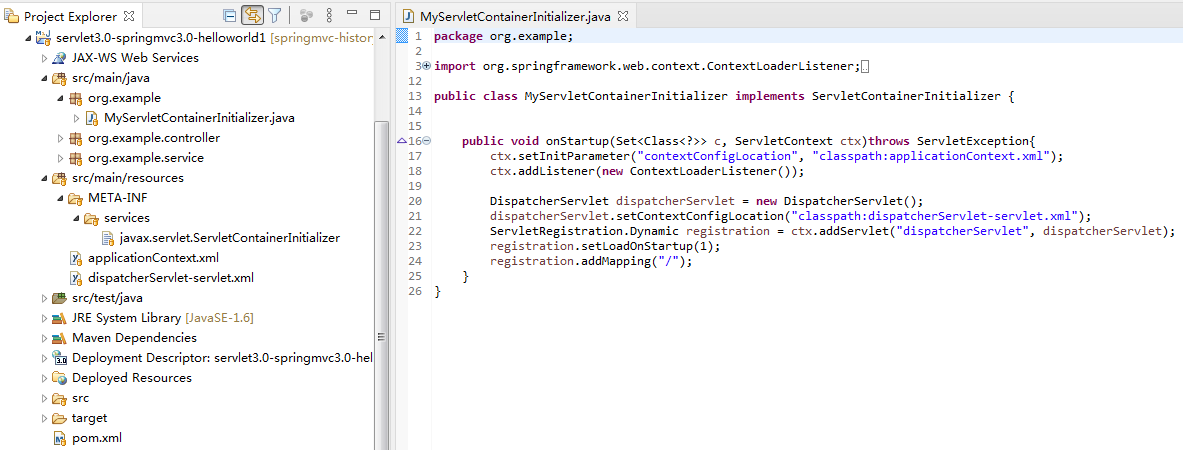 Project Explorer
servlet3.0-springmvc3.0-helloworld1 [springmvc-history
JAX-WS Web Services
src/main/java
org.example
MyServletContainerInitializer.java
org.example.controller
org.example.service
src/main/resources
META-INF
services
javax.servlet.ServletContainerInitializer
applicationContext.xml
dispatcherServlet-servlet.xml
src/test/java
JRE System Library [JavaSE-1.6]
Maven Dependencies
Deployment Descriptor: servlet3.0-springmvc3.0-hel
Deployed Resources
src
target
pom.xml
MyServletContainerInitializer.java
1 package org.example;
2
3 import org.springframework.web.context.ContextLoaderListener;
12
13 public class MyServletContainerInitializer implements ServletContainerInitializer {
14
15
16 public void onStartup(Set<Class<?>> c, ServletContext ctx)throws ServletException{
17 ctx.setInitParameter("contextConfigLocation", "classpath:applicationContext.xml");
18 ctx.addListener(new ContextLoaderListener());
19
20 DispatcherServlet dispatcherServlet = new DispatcherServlet();
21 dispatcherServlet.setContextConfigLocation("classpath:dispatcherServlet-servlet.xml");
22 ServletRegistration.Dynamic registration = ctx.addServlet("dispatcherServlet", dispatcherServlet);
23 registration.setLoadOnStartup(1);
24 registration.addMapping("/");
25 }
26 }